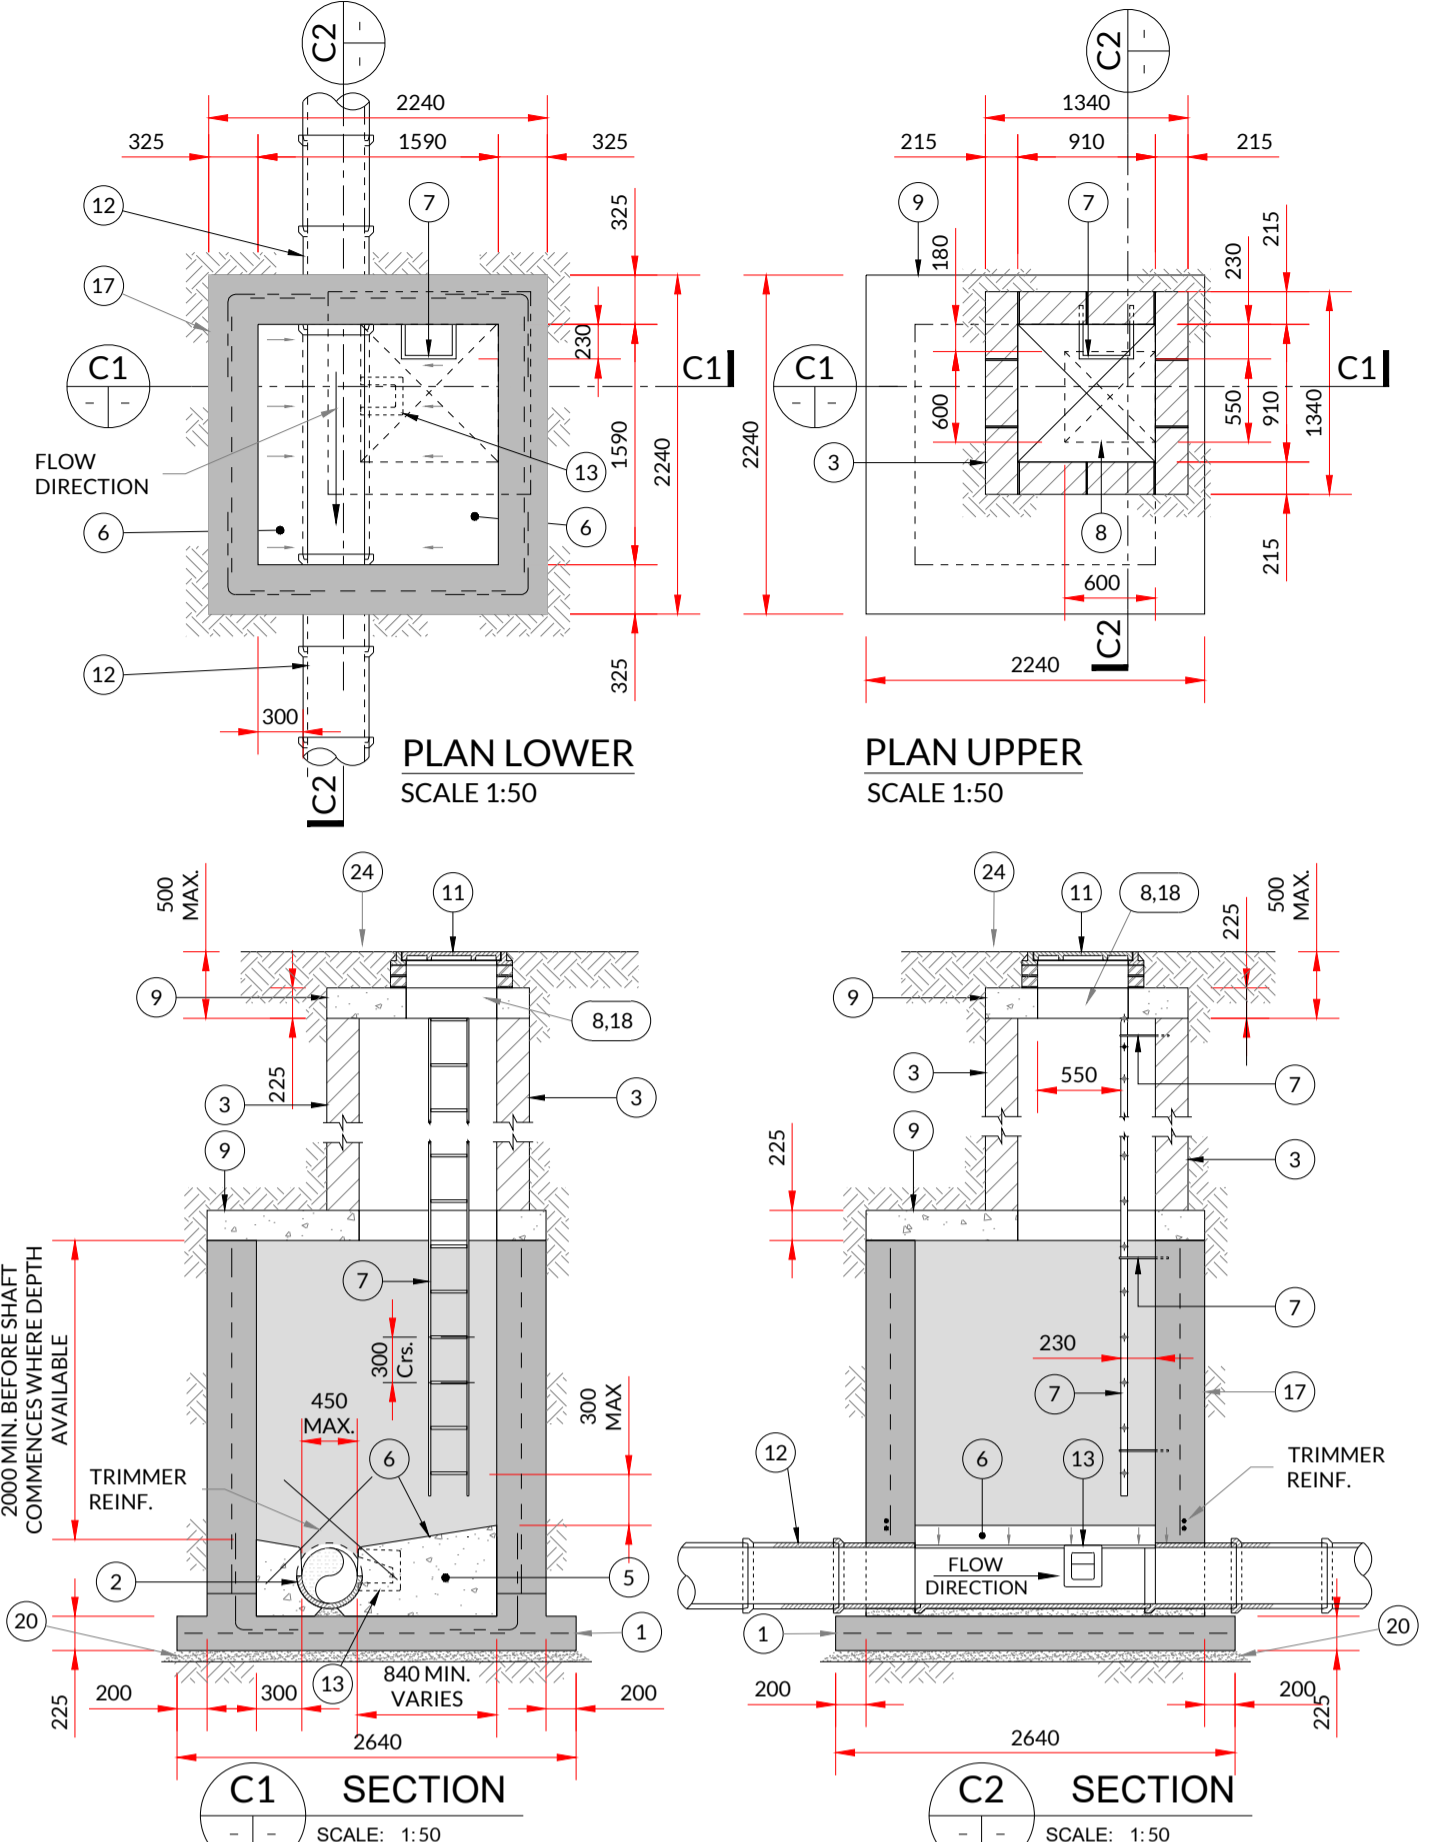 C2
2240
325
1590
325
12
7
325
17
230
C1
C1
1590
2240
FLOW
DIRECTION
13
6
6
12
325
300
PLAN LOWER
SCALE 1:50
C2
C2
1340
215
910
215
9
7
180
215
230
C1
C1
2240
600
550
910
1340
3
8
215
600
C2
2240
PLAN UPPER
SCALE 1:50
500
MAX.
24
11
9
8,18
225
3
3
9
7
2000 MIN. BEFORE SHAFT
COMMENCES WHERE DEPTH
AVAILABLE
300
Crs.
450
MAX.
300
MAX
6
TRIMMER
REINF.
2
5
20
1
13
840 MIN.
VARIES
225
200
300
200
2640
C1
SECTION
SCALE: 1:50
24
11
8,18
225
500
MAX.
9
3
550
7
9
225
3
7
230
7
17
12
6
13
TRIMMER
REINF.
FLOW
DIRECTION
1
20
200
200
225
2640
C2
SECTION
SCALE: 1:50